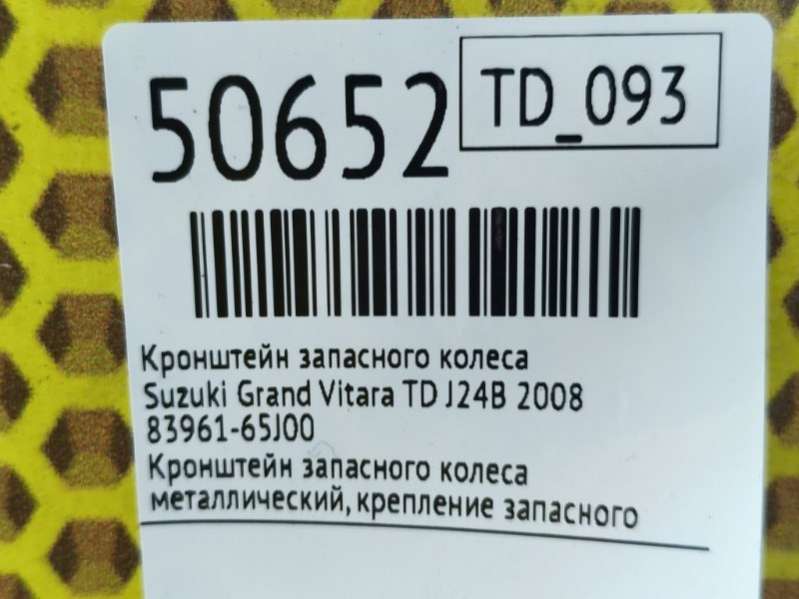 50652
TD_093
Кронштейн запасного колеса
Suzuki Grand Vitara TD J24B 2008
83961-65J00
Кронштейн запасного колеса
металлический, крепление запасного